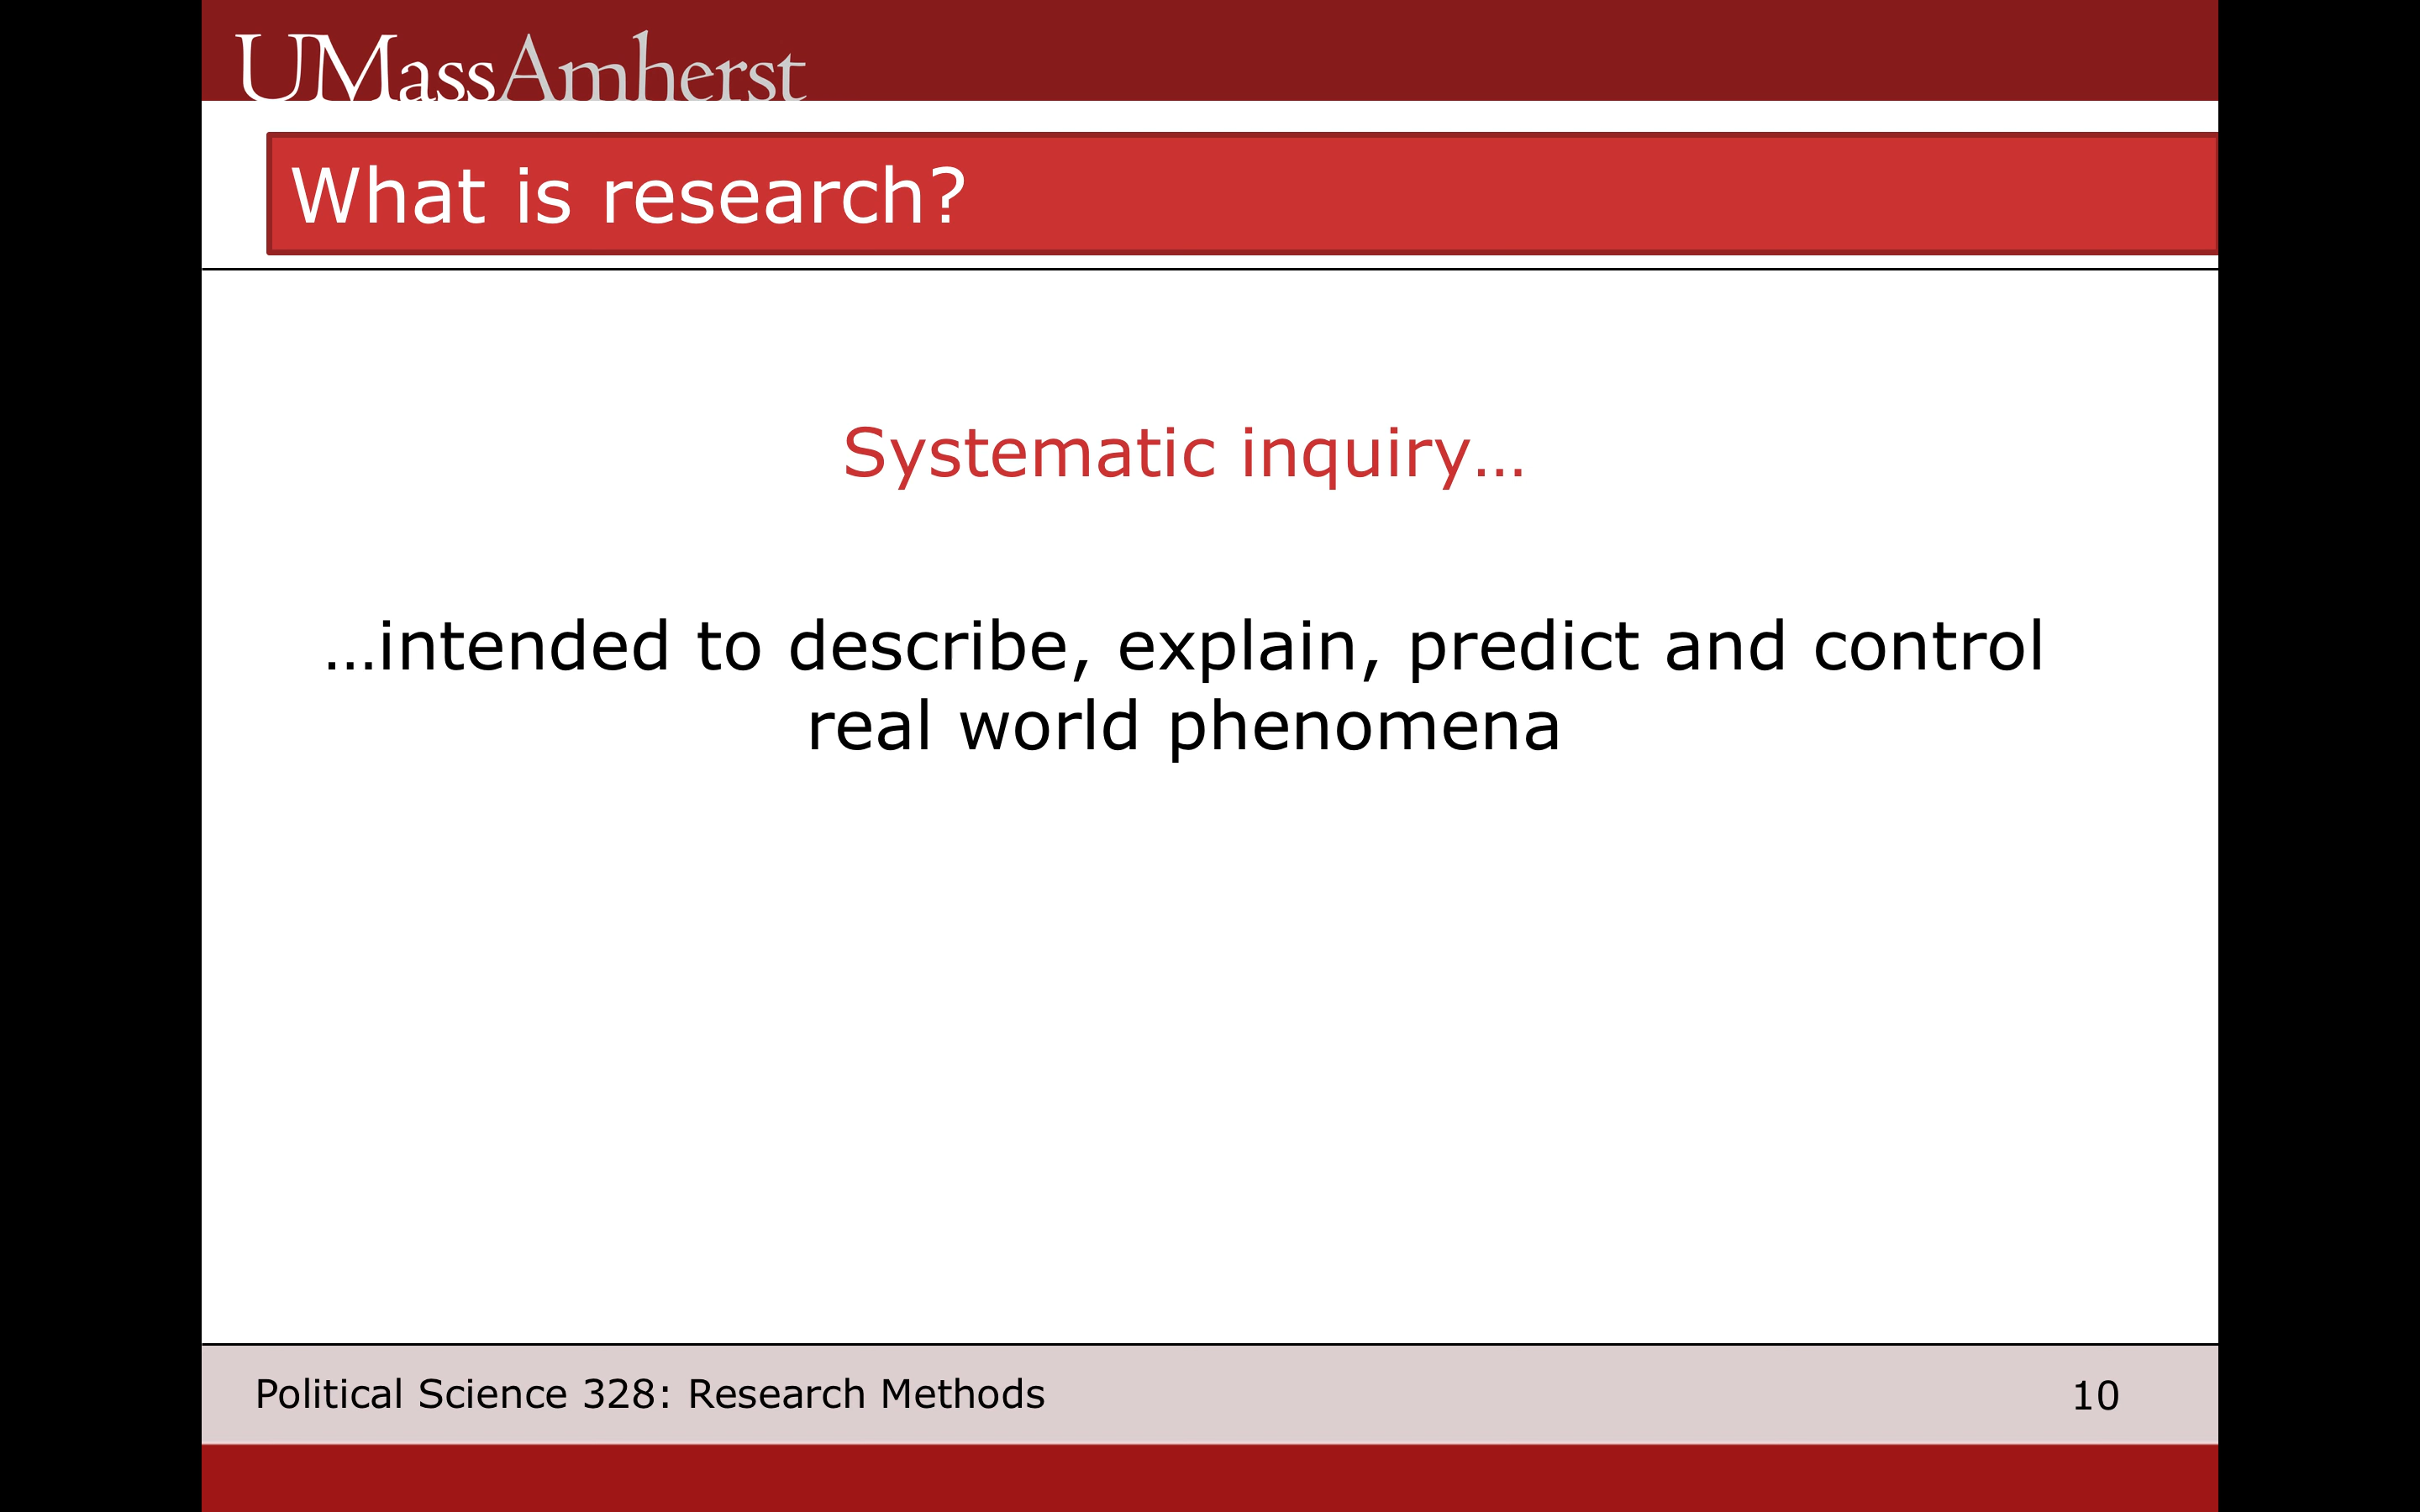 UMassAmherst
What is research?
Systematic inquiry…
…intended to describe, explain, predict and control
real world phenomena
Political Science 328: Research Methods
10